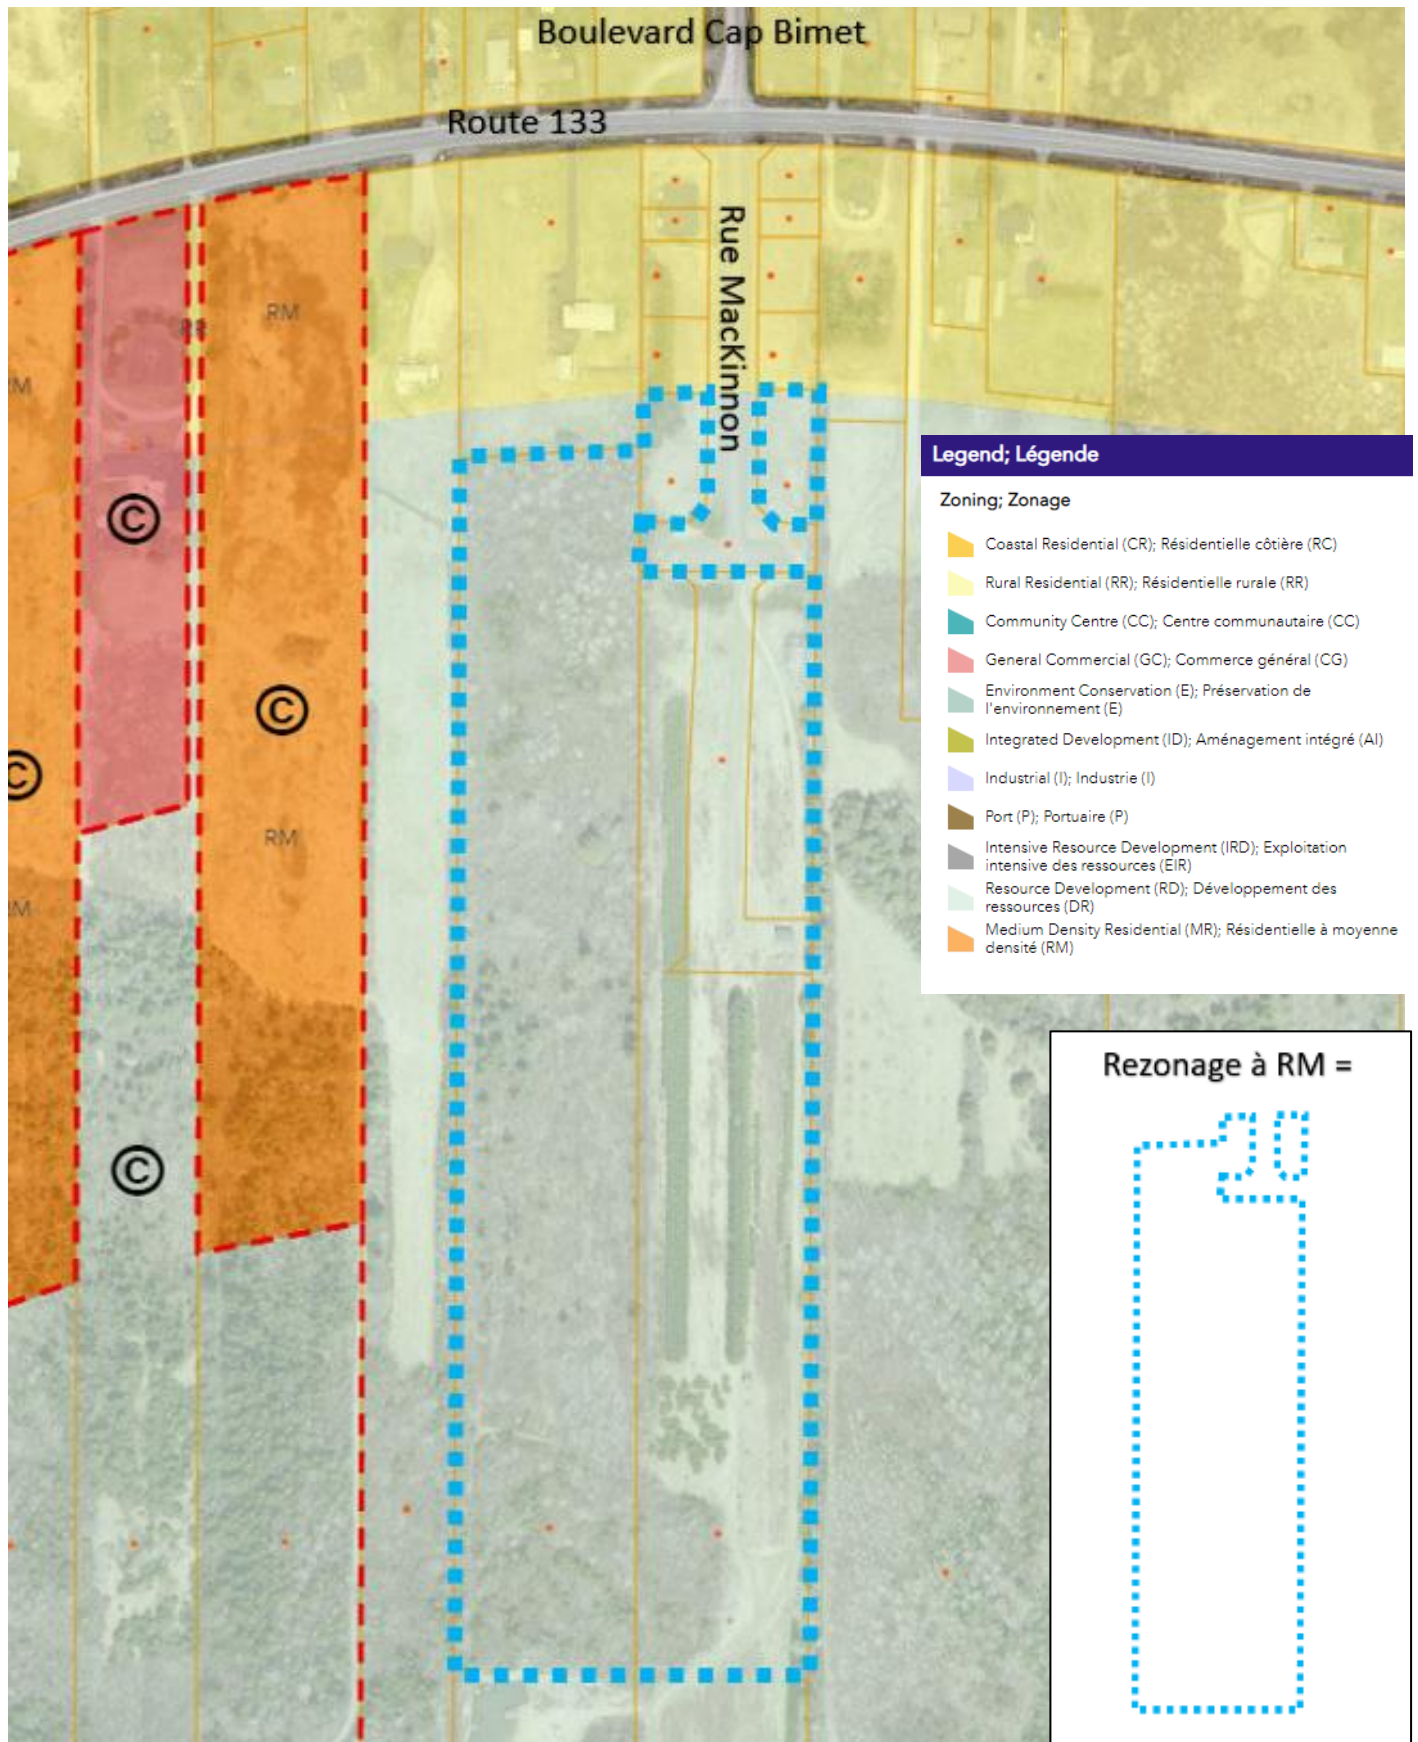 Boulevard Cap Bimet
Route 133
Rue MacKinnon
RM
RR
RM
©
©
©
RM
RM
©
Legend; Légende
Zoning; Zonage
Coastal Residential (CR); Résidentielle côtière (RC)
Rural Residential (RR); Résidentielle rurale (RR)
Community Centre (CC); Centre communautaire (CC)
General Commercial (GC); Commerce général (CG)
Environment Conservation (E); Préservation de
l'environnement (E)
Integrated Development (ID); Aménagement intégré (AI)
Industrial (I); Industrie (I)
Port (P); Portuaire (P)
Intensive Resource Development (IRD); Exploitation
intensive des ressources (EIR)
Resource Development (RD); Développement des
ressources (DR)
Medium Density Residential (MR); Résidentielle à moyenne
densité (RM)
Rezonage à RM =